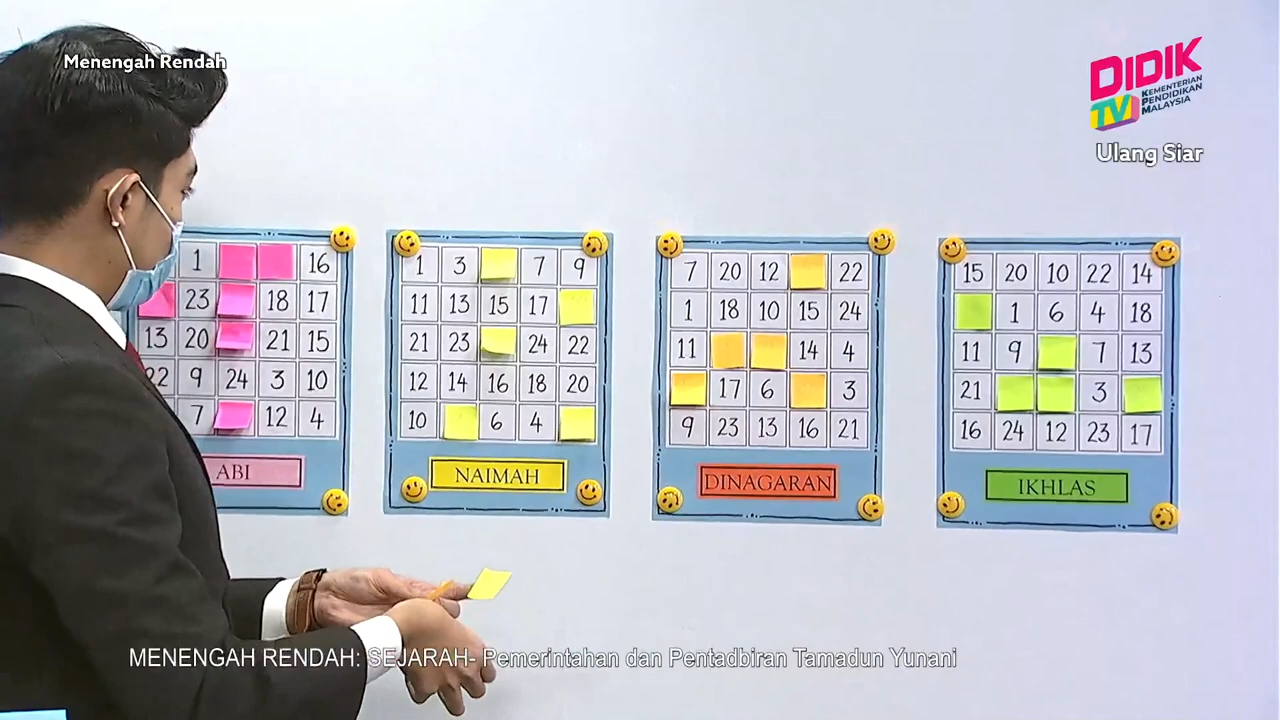 Menengah Rendah
DIDIK
TV
KEMENTERIAN
PENDIDIKAN
MALAYSIA
Ulang Siar
1 16
23 18 17
13 20 21 15
22 9 24 3 10
7 12 4
ABI
1 3 7 9
11 13 15 17
21 23 24 22
12 14 16 18 20
10 6 4
NAIMAH
7 20 12 22
1 18 10 15 24
11 14 4
17 6 3
9 23 13 16 21
DINAGARAN
15 20 10 22 14
1 6 4 18
11 9 7 13
21 3
16 24 12 23 17
IKHLAS
MENENGAH RENDAH: SEJARAH- Pemerintahan dan Pentadbiran Tamadun Yunani